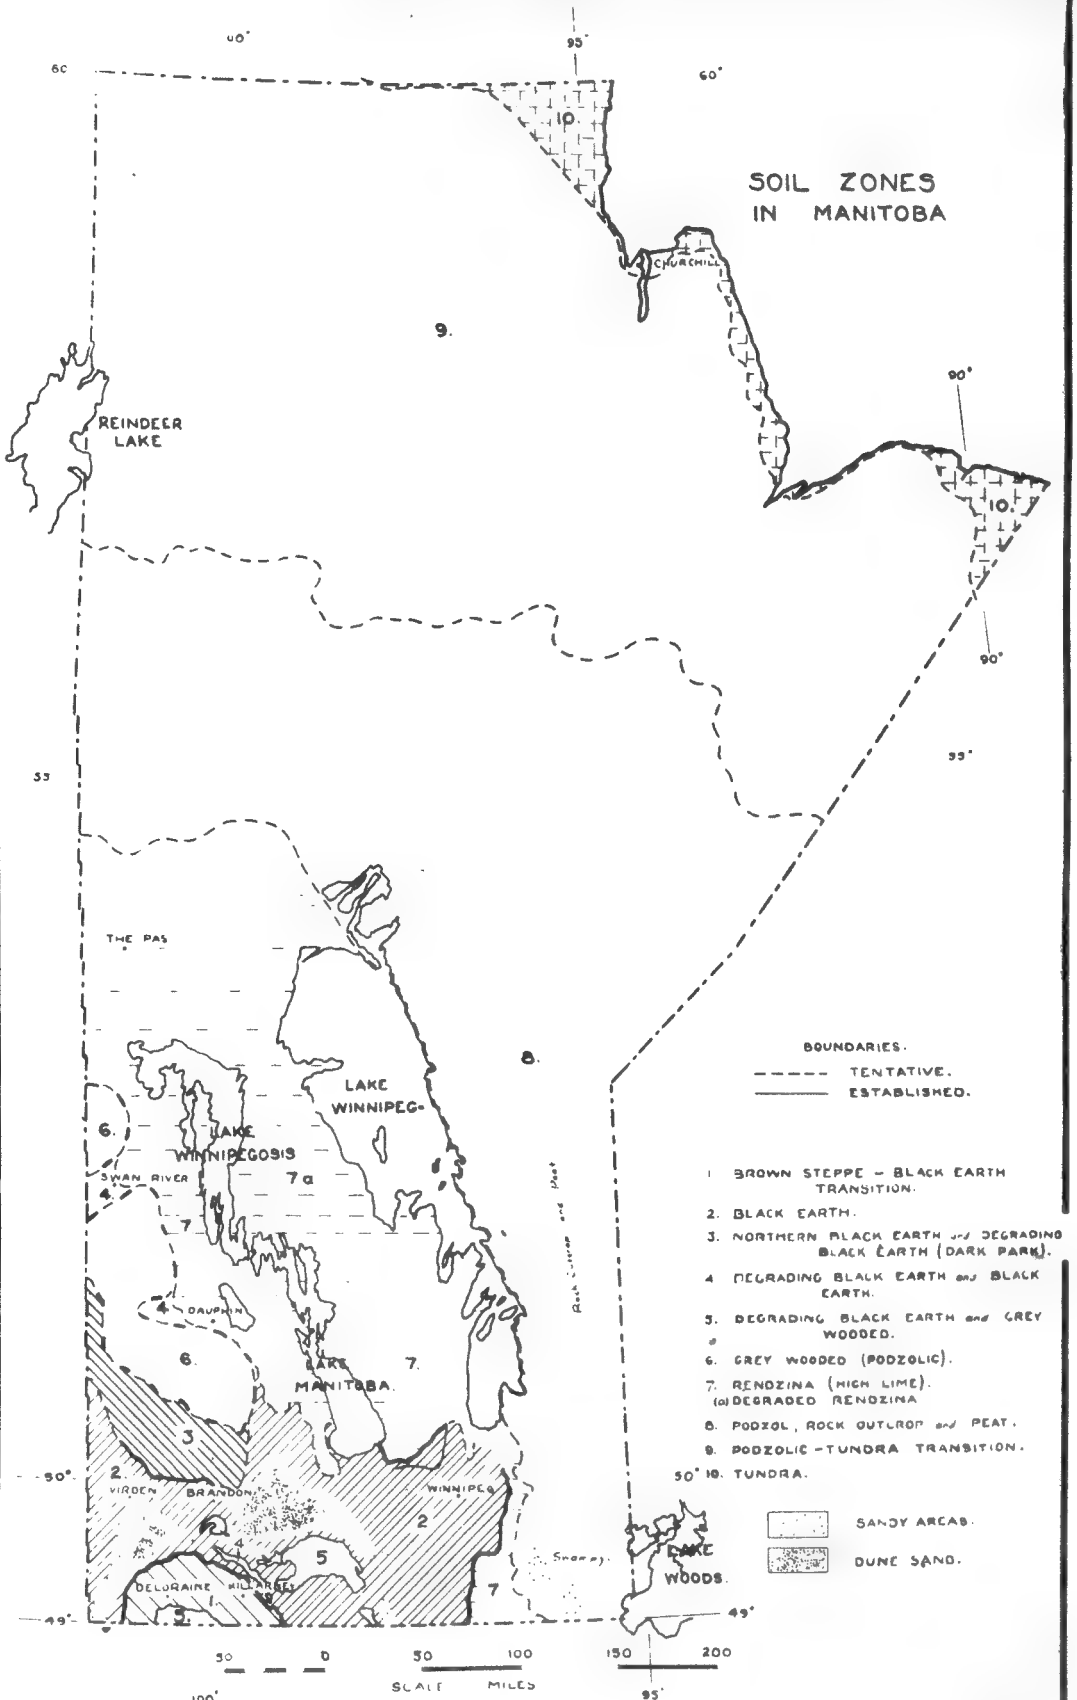 95°
60
60°
10.
SOIL ZONES
IN MANITOBA
CHURCHILL
9.
90°
REINDEER
LAKE
10.
90°
55
95°
THE PAS
8.
BOUNDARIES.
TENTATIVE.
ESTABLISHED.
LAKE
WINNIPEG
6.
LAKE
WINNIPEGOSIS
7a
SWAN RIVER
4.
7
Rock Outcrop and Peat
1 BROWN STEPPE – BLACK EARTH
TRANSITION.
2. BLACK EARTH.
3. NORTHERN BLACK EARTH and DEGRADING
BLACK EARTH (DARK PARK).
4 DEGRADING BLACK EARTH and BLACK
EARTH.
5. DEGRADING BLACK EARTH and GREY
WOODED.
6. GREY WOODED (PODZOLIC).
7. RENDZINA (HIGH LIME).
(a) DEGRADED RENDZINA
8. PODZOL, ROCK OUTCROP and PEAT.
9. PODZOLIC-TUNDRA TRANSITION.
10. TUNDRA.
4
DAUPHIN
6.
LAKE
MANITOBA.
7.
3
50°
50°
2.
VIRDEN
BRANDON
WINNIPEG
2
SANDY AREAS.
DUNE SAND.
4
5
Swampy.
LAKE
WOODS.
DELORAINE
KILLARNEY
1
7
5.
49°
49°
50 0 50 100 150 200
SCALE MILES
100°
95°